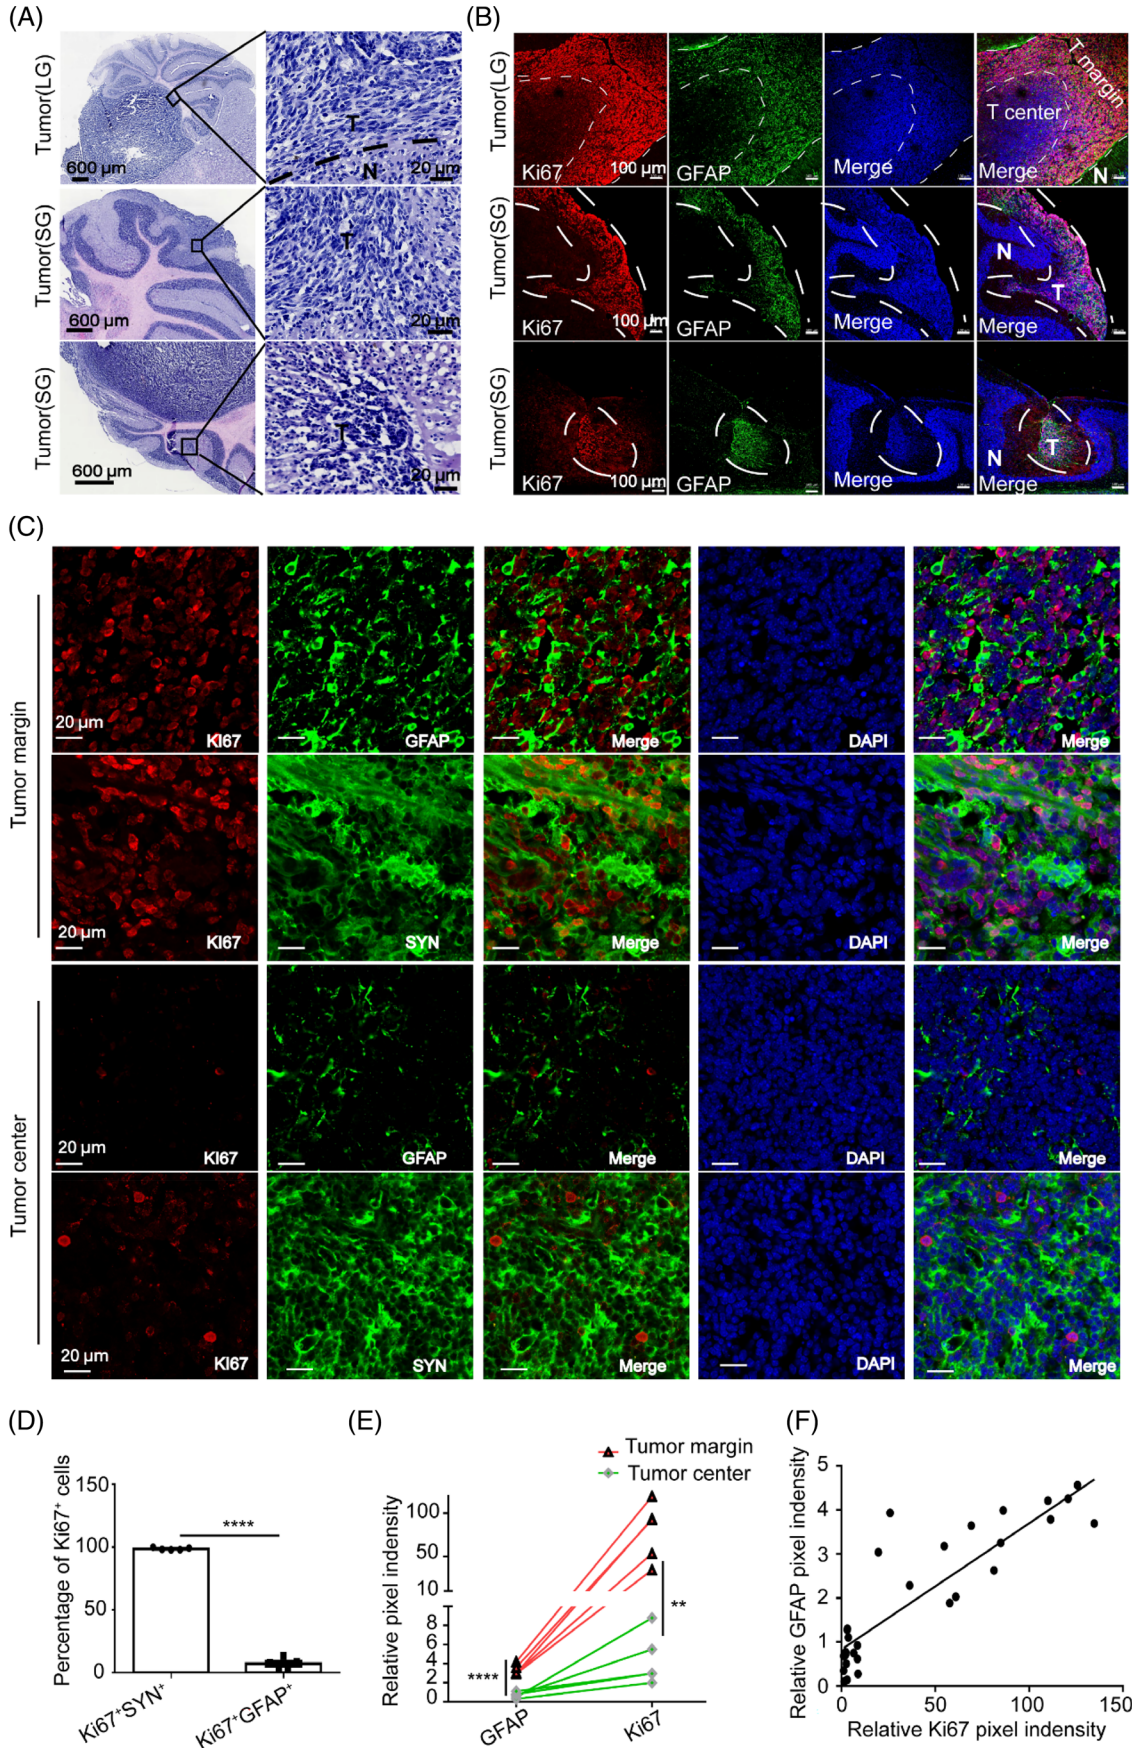 (A)
Tumor(LG)
600 µm
T
N
20 µm
Tumor(SG)
600 µm
T
20 µm
Tumor(SG)
600 µm
T
20 µm
(B)
Tumor(LG)
Ki67
100 µm
GFAP
Merge
T margin
T center
N
Tumor(SG)
Ki67
100 µm
GFAP
Merge
N
T
Merge
Tumor(SG)
Ki67
100 µm
GFAP
Merge
N
T
Merge
(C)
Tumor margin
20 µm
KI67
GFAP
Merge
DAPI
Merge
20 µm
KI67
SYN
Merge
DAPI
Merge
Tumor center
20 µm
KI67
GFAP
Merge
DAPI
Merge
20 µm
KI67
SYN
Merge
DAPI
Merge
(D)
Percentage of Ki67⁺ cells
150
100
50
0
****
Ki67⁺SYN⁺
Ki67⁺GFAP⁺
(E)
Tumor margin
Tumor center
Relative pixel indensity
100
50
10
8
6
4
2
0
****
**
GFAP
Ki67
(F)
Relative GFAP pixel indensity
5
4
3
2
1
0
0
50
100
150
Relative Ki67 pixel indensity